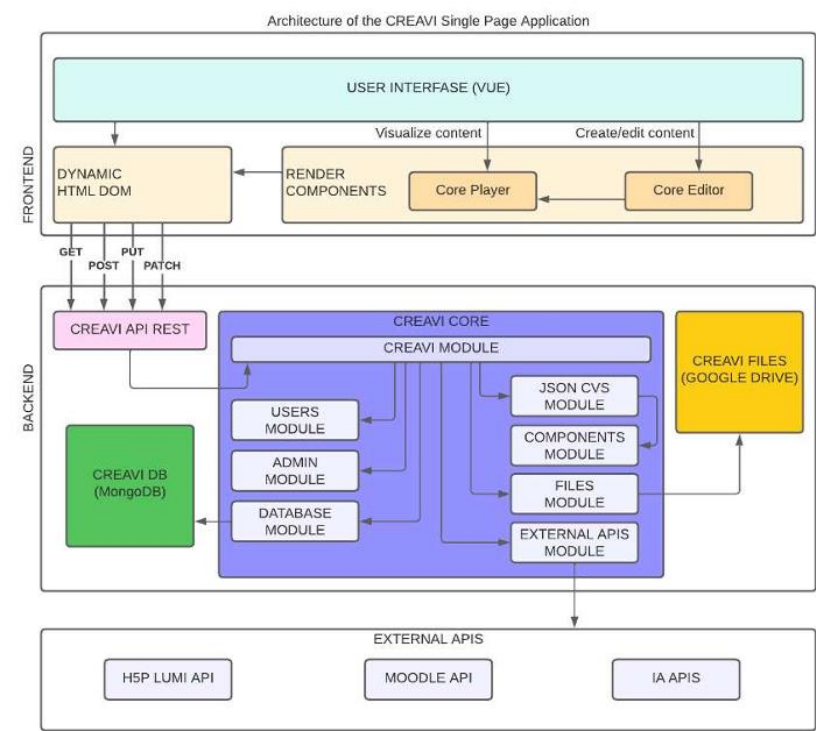 Architecture of the CREAVI Single Page Application
FRONTEND
USER INTERFASE (VUE)
Visualize content
Create/edit content
DYNAMIC
HTML DOM
RENDER
COMPONENTS
Core Player
Core Editor
GET
POST
PUT
PATCH
BACKEND
CREAVI API REST
CREAVI CORE
CREAVI MODULE
USERS
MODULE
ADMIN
MODULE
DATABASE
MODULE
JSON CVS
MODULE
COMPONENTS
MODULE
FILES
MODULE
EXTERNAL APIS
MODULE
CREAVI FILES
(GOOGLE DRIVE)
CREAVI DB
(MongoDB)
EXTERNAL APIS
H5P LUMI API
MOODLE API
IA APIS